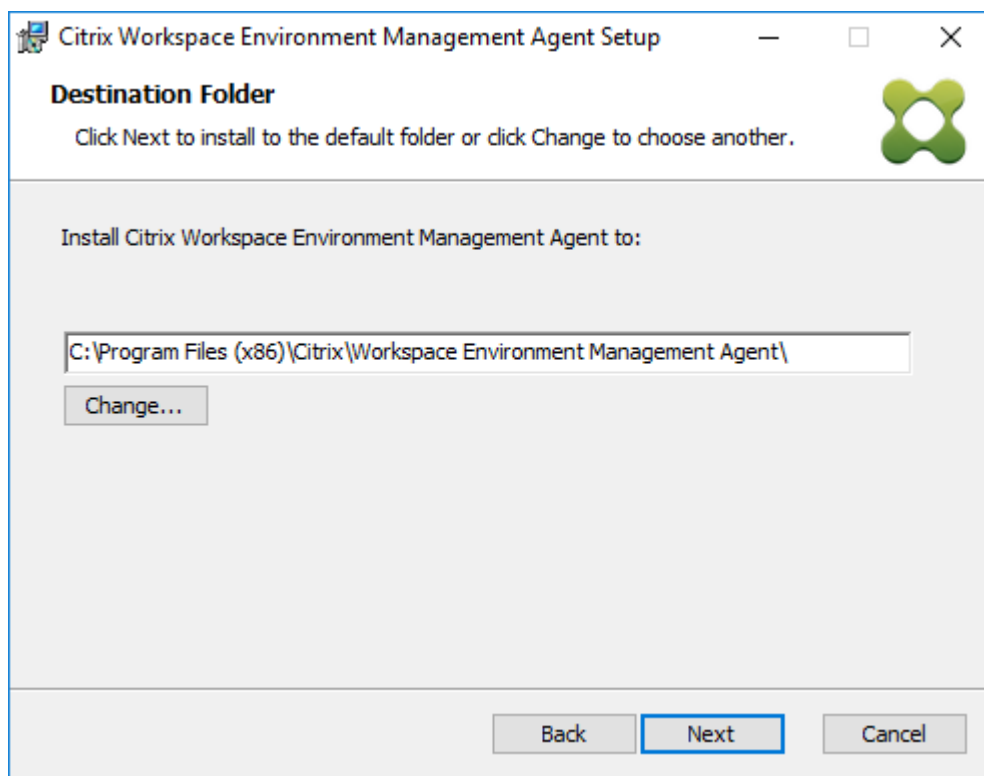 Citrix Workspace Environment Management Agent Setup
Destination Folder
Click Next to install to the default folder or click Change to choose another.
Install Citrix Workspace Environment Management Agent to:
C:\Program Files (x86)\Citrix\Workspace Environment Management Agent\
Change...
Back Next Cancel